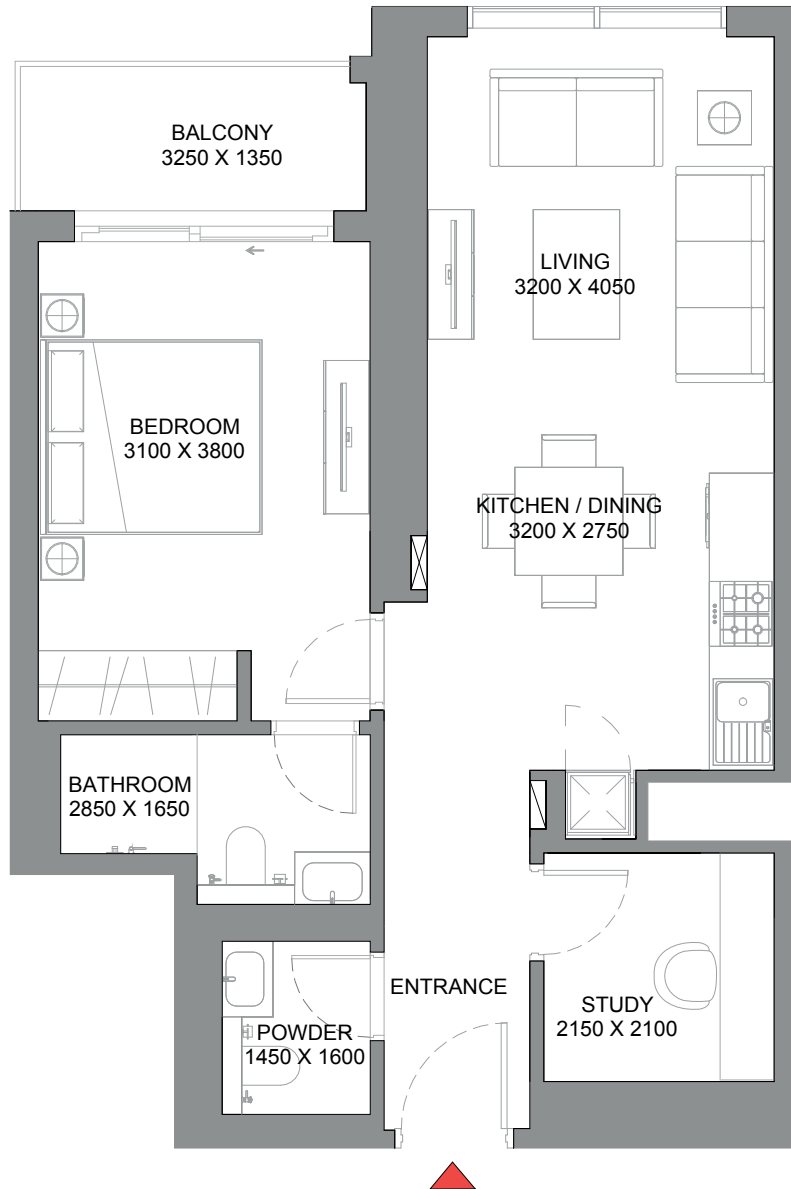 BALCONY
3250 X 1350
LIVING
3200 X 4050
BEDROOM
3100 X 3800
KITCHEN / DINING
3200 X 2750
BATHROOM
2850 X 1650
ENTRANCE
STUDY
2150 X 2100
POWDER
1450 X 1600